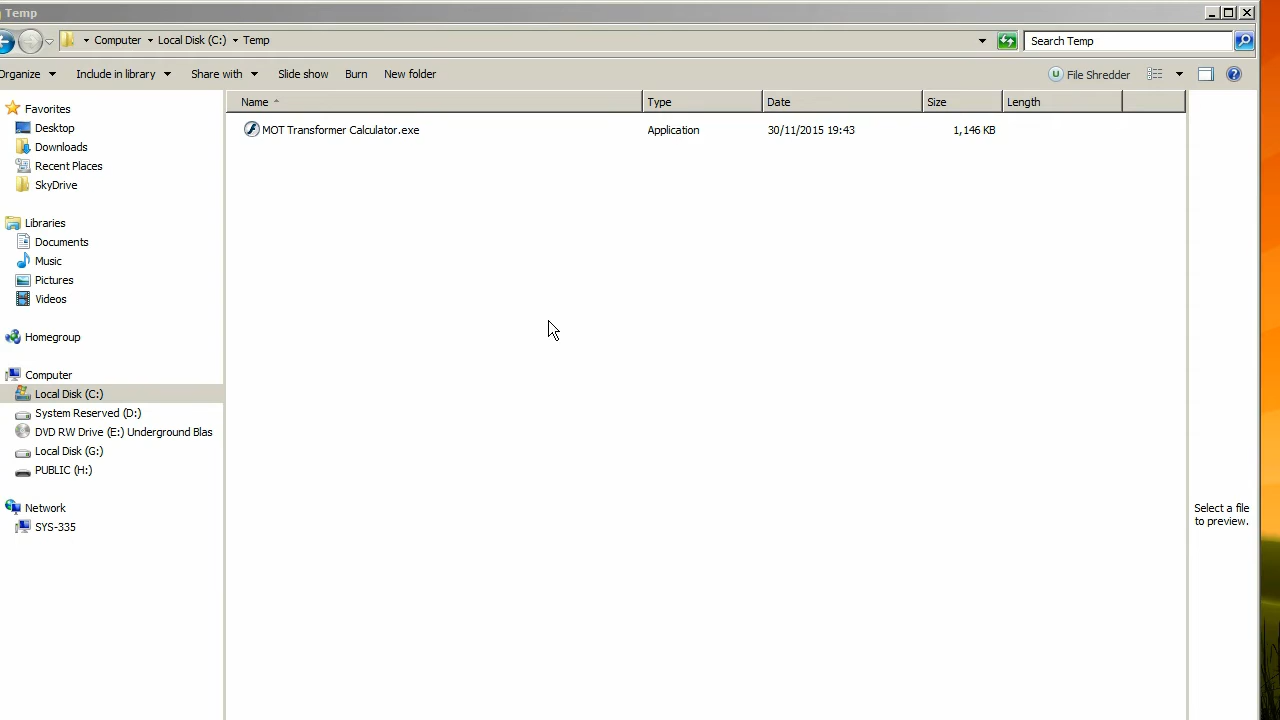 Temp
Computer Local Disk (C:) Temp
Search Temp
Organize Include in library Share with Slide show Burn New folder
File Shredder
Name Type Date Size Length
MOT Transformer Calculator.exe Application 30/11/2015 19:43 1,146 KB
Favorites
Desktop
Downloads
Recent Places
SkyDrive
Libraries
Documents
Music
Pictures
Videos
Homegroup
Computer
Local Disk (C:)
System Reserved (D:)
DVD RW Drive (E:) Underground Blas
Local Disk (G:)
PUBLIC (H:)
Network
SYS-335
Select a file
to preview.